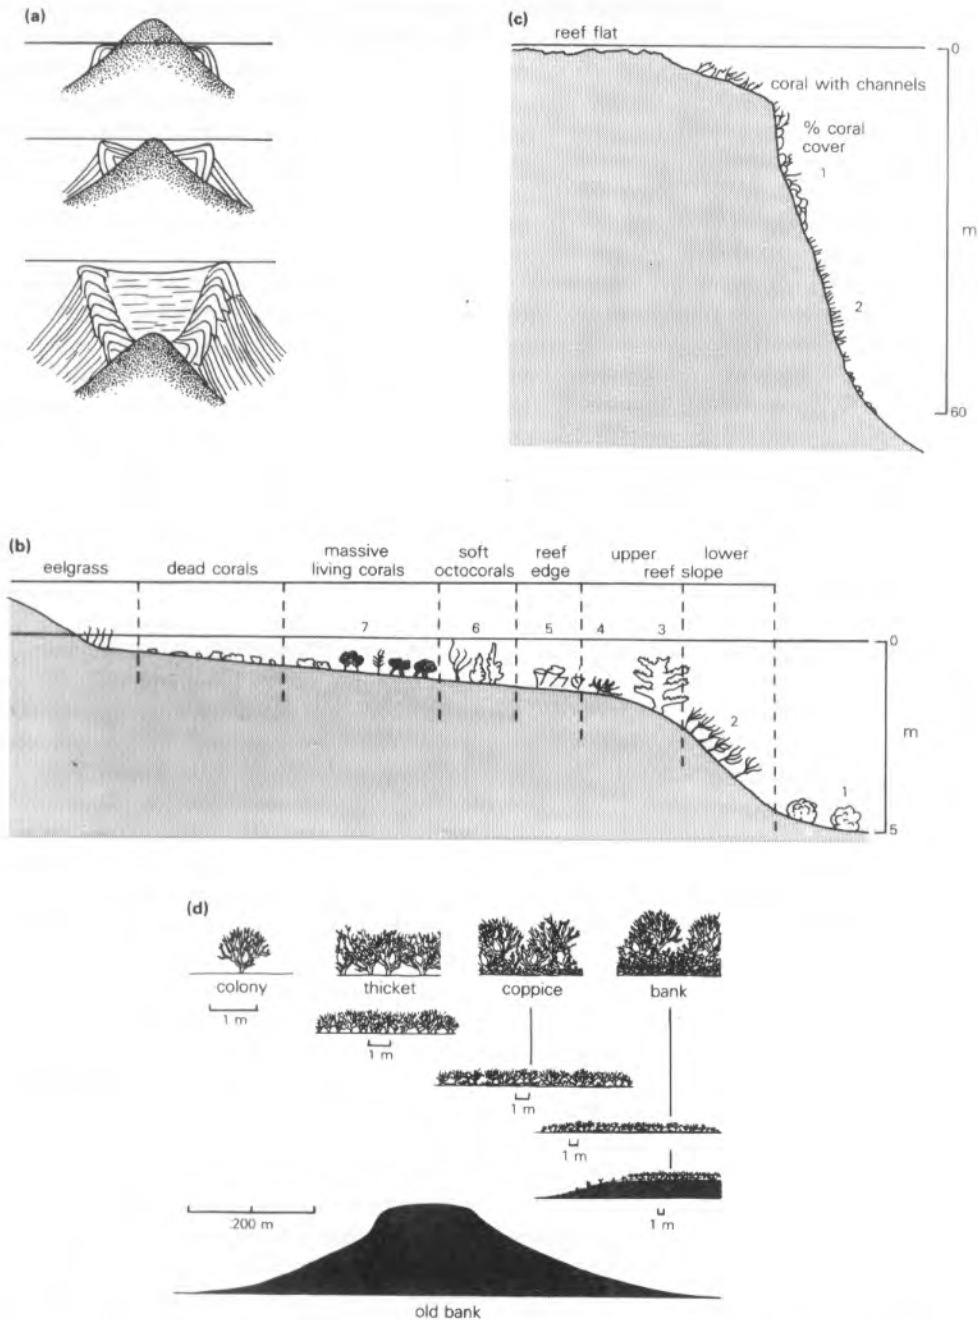 (a)
(c)
reef flat
0
coral with channels
% coral
cover
1
m
2
60
(b)
massive
living corals
soft
octocorals
reef
edge
upper
lower
eelgrass
dead corals
reef slope
7
6
5
4
3
0
2
m
1
5
(d)
colony
thicket
coppice
bank
1 m
1 m
1 m
1 m
1 m
200 m
old bank